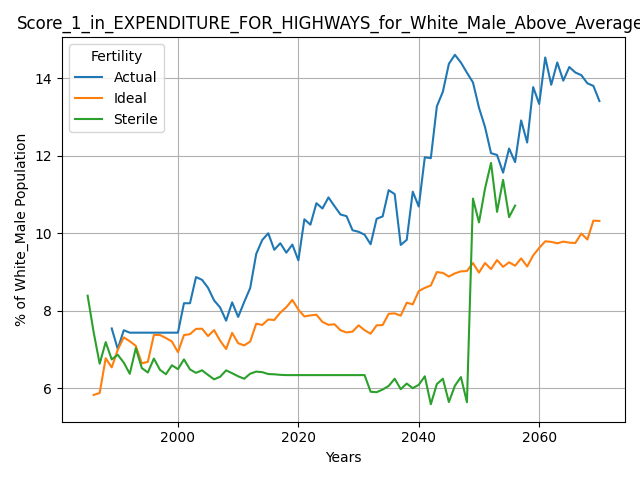 Score_1_in_EXPENDITURE_FOR_HIGHWAYS_for_White_Male_Above_Average
Fertility
Actual
Ideal
Sterile
% of White_Male Population
14
12
10
8
6
2000 2020 2040 2060
Years